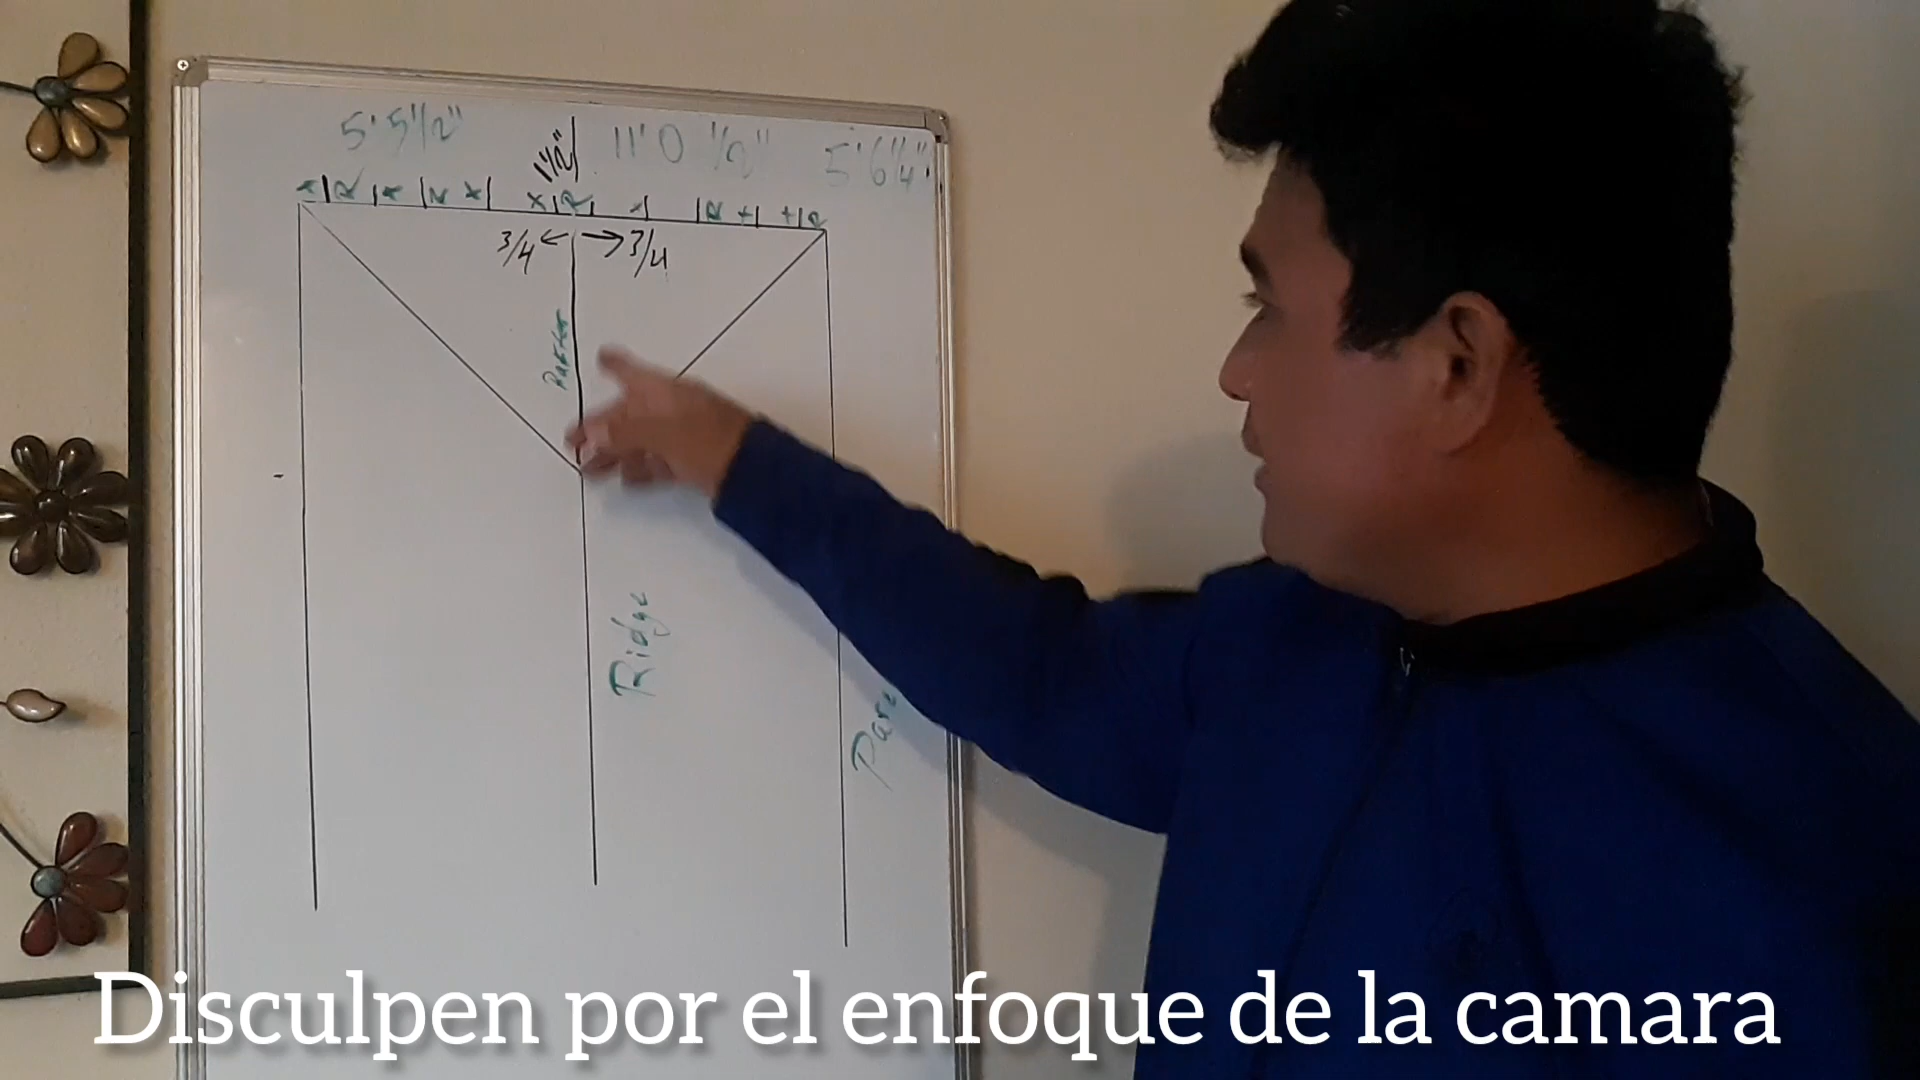 5' 5 1/2"
1 1/2"
11' 0 1/2"
5' 6 1/4"
x R x R x x R x R + + R
3/4 ← → 3/4
Rafter
Ridge
Pare
Disculpen por el enfoque de la camara